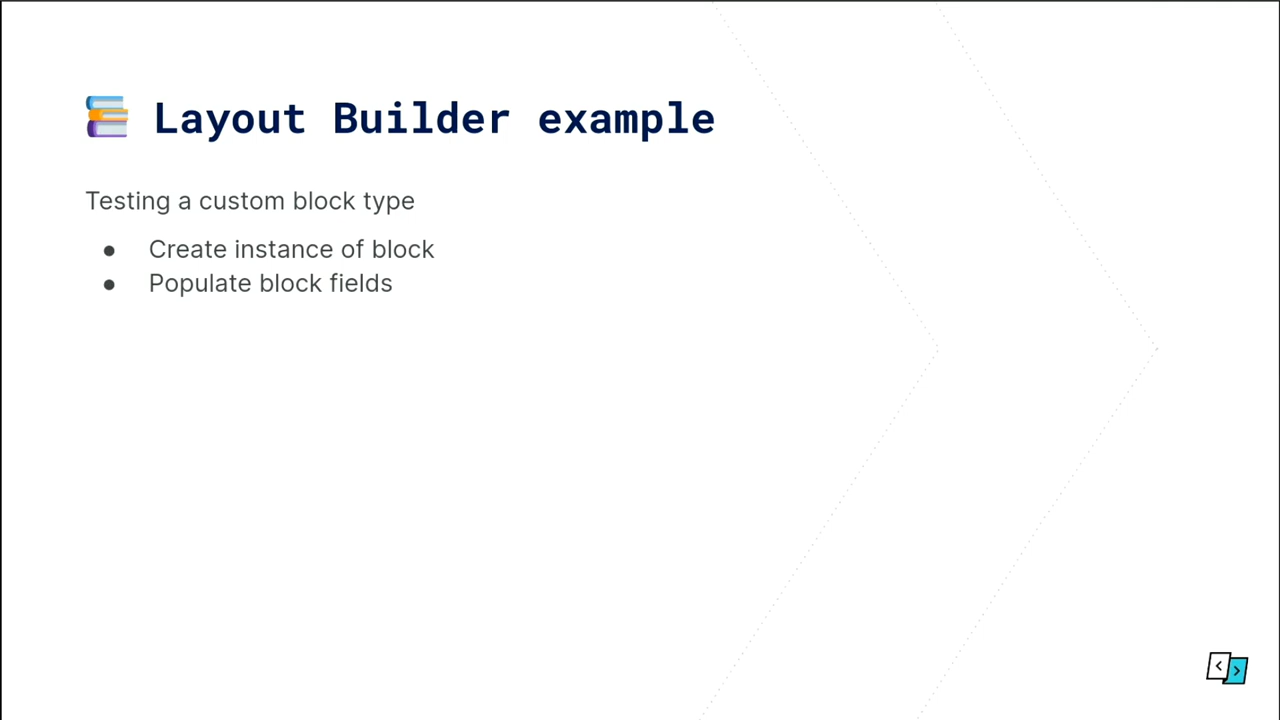 📚 Layout Builder example
Testing a custom block type
● Create instance of block
● Populate block fields